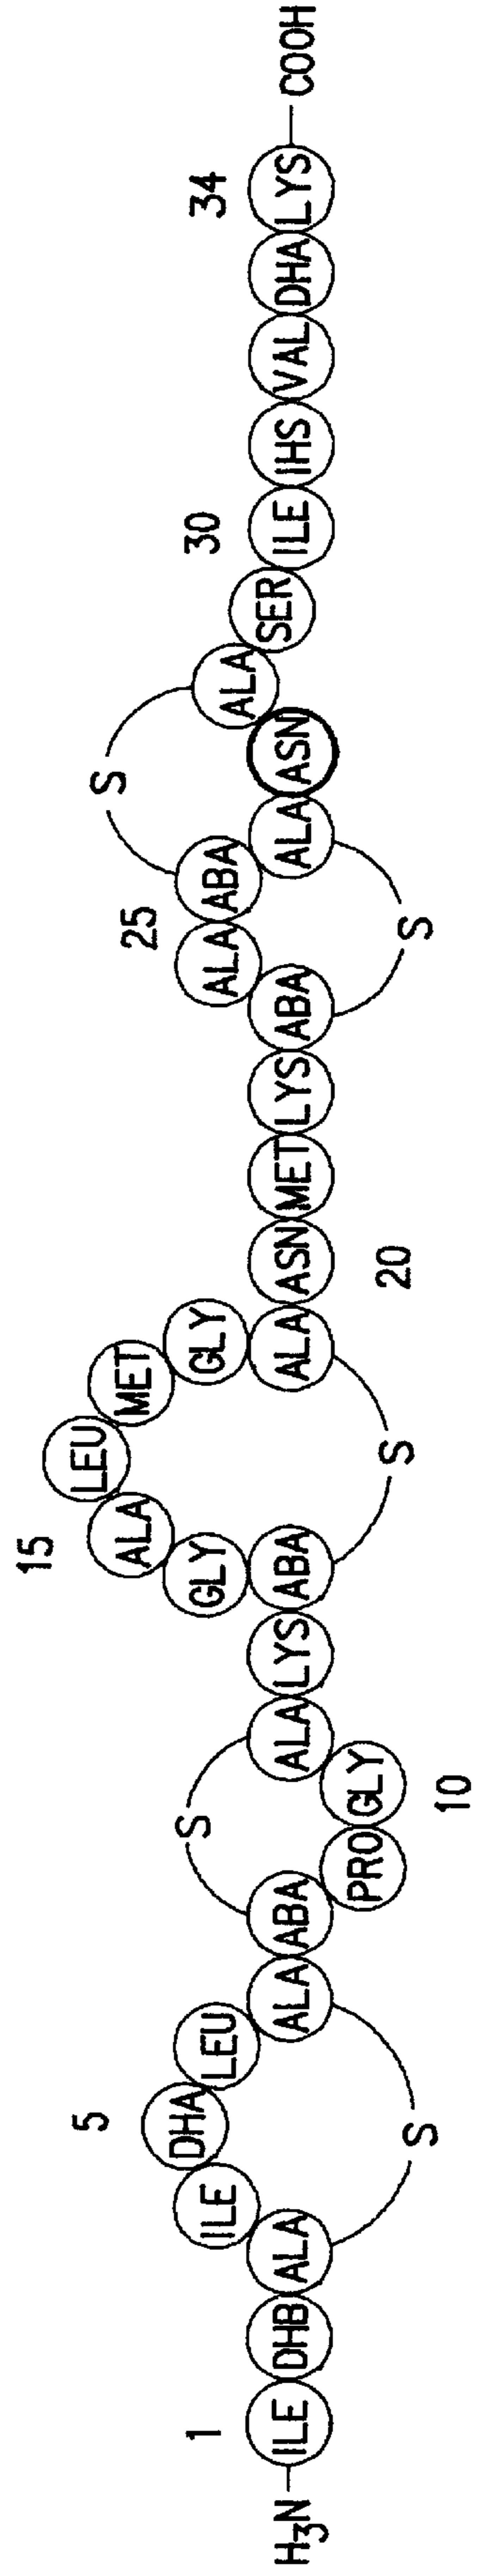 H3N
1
ILE
DHB
ALA
S
ILE
5
DHA
LEU
ALA
ABA
S
PRO
GLY
10
ALA
LYS
ABA
S
GLY
15
ALA
LEU
MET
GLY
ALA
ASN
20
MET
LYS
ABA
S
ALA
25
ABA
S
ALA
ASN
ALA
SER
ILE
30
IHS
VAL
DHA
LYS
34
COOH